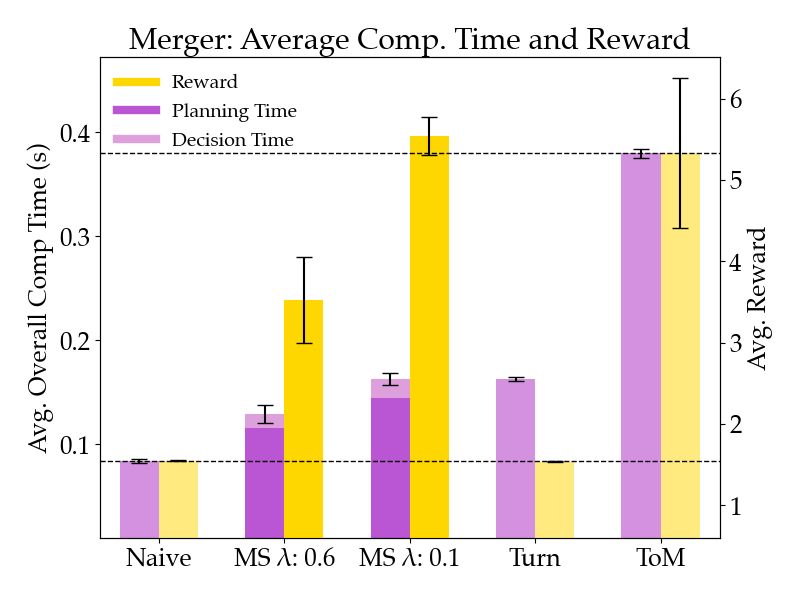 Merger: Average Comp. Time and Reward
Reward
Planning Time
Decision Time
Avg. Overall Comp Time (s)
0.4
0.3
0.2
0.1
6
5
4
3
2
1
Avg. Reward
Naive
MS λ: 0.6
MS λ: 0.1
Turn
ToM